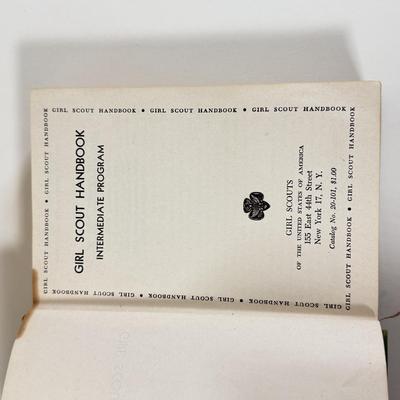 GIRL SCOUT HANDBOOK • GIRL SCOUT HANDBOOK • GIRL SCOUT HANDBOOK •
GIRL SCOUT HANDBOOK
INTERMEDIATE PROGRAM
GIRL SCOUTS
OF THE UNITED STATES OF AMERICA
155 East 44th Street
New York 17, N. Y.
Catalog No. 20-101, $1.00
GIRL SCOUT HANDBOOK • GIRL SCOUT HANDBOOK •
GIRL SCOUT HANDBOOK • GIRL SCOUT HANDBOOK • GIRL SCOUT HANDBOOK
GIRL SCOUT HANDBOOK • GIRL SCOUT HANDBOOK